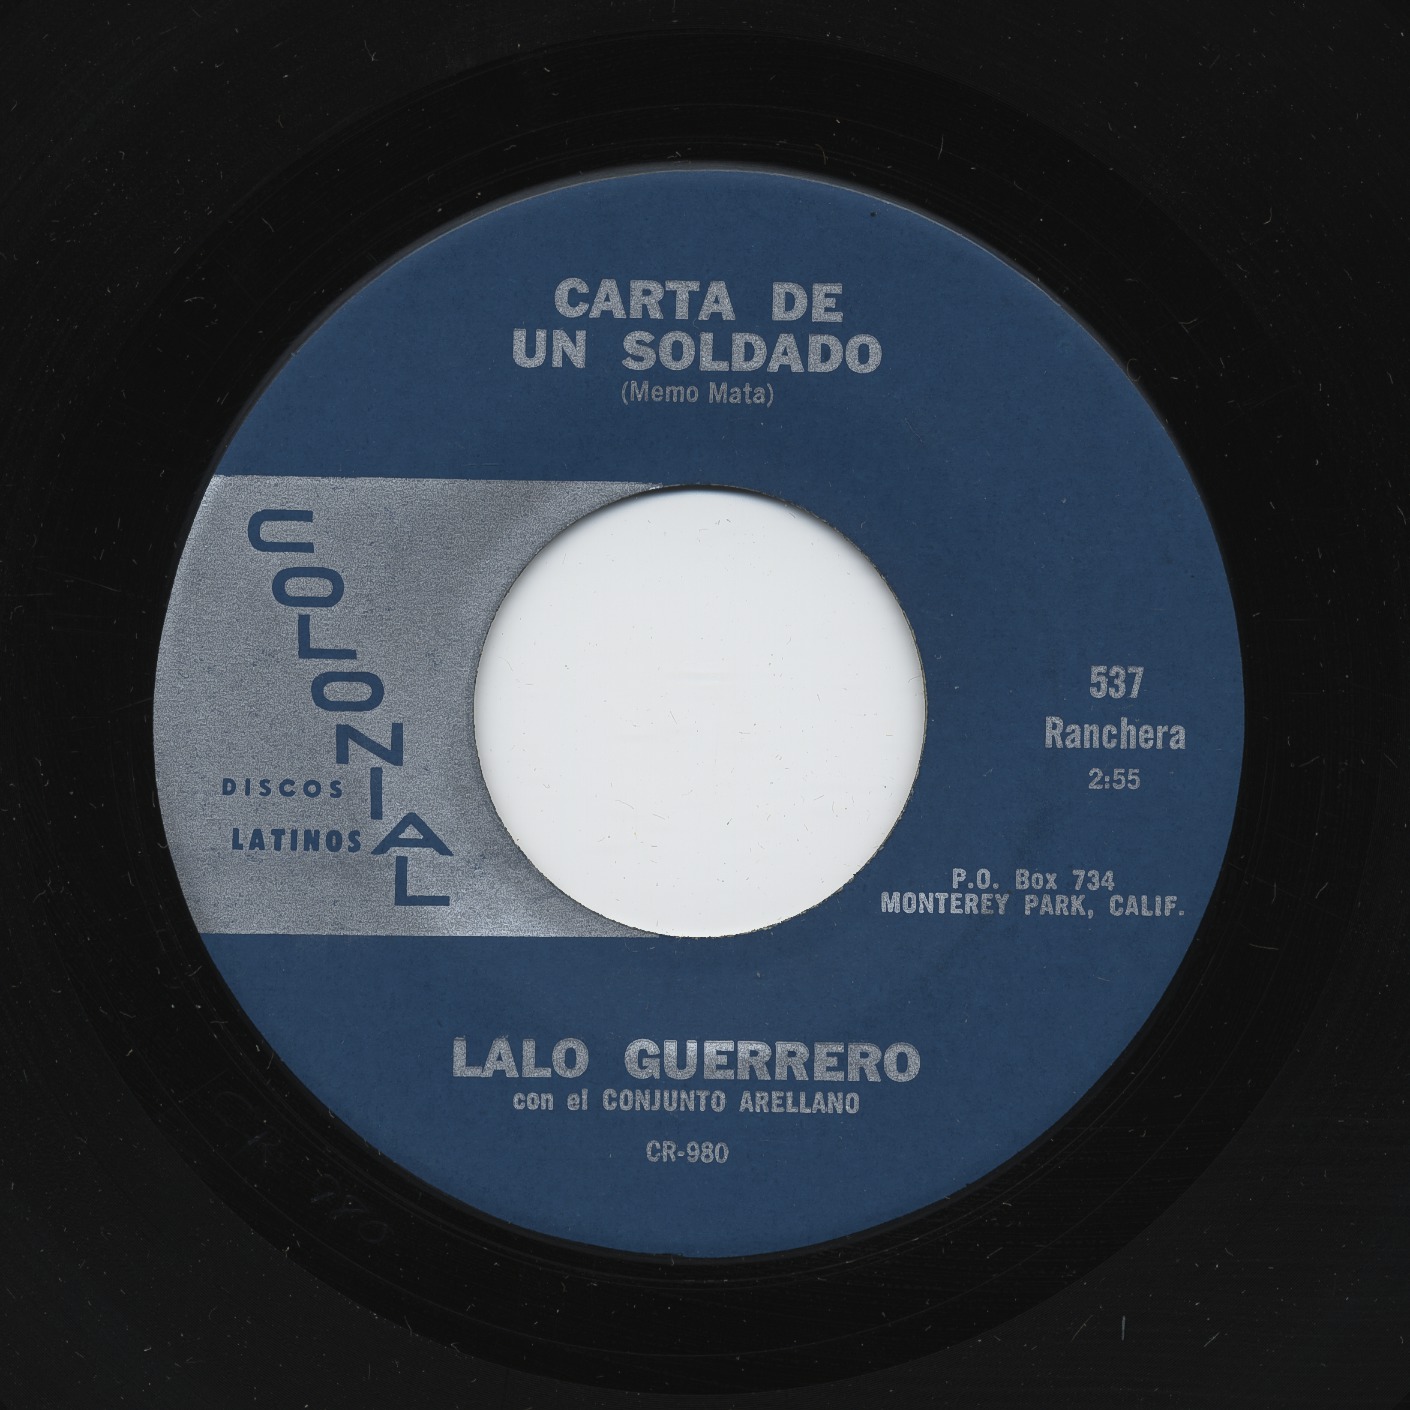 CARTA DE
UN SOLDADO
(Memo Mata)
COLONIAL
DISCOS
LATINOS
537
Ranchera
2:55
P.O. Box 734
MONTEREY PARK, CALIF.
LALO GUERRERO
con el CONJUNTO ARELLANO
CR-980